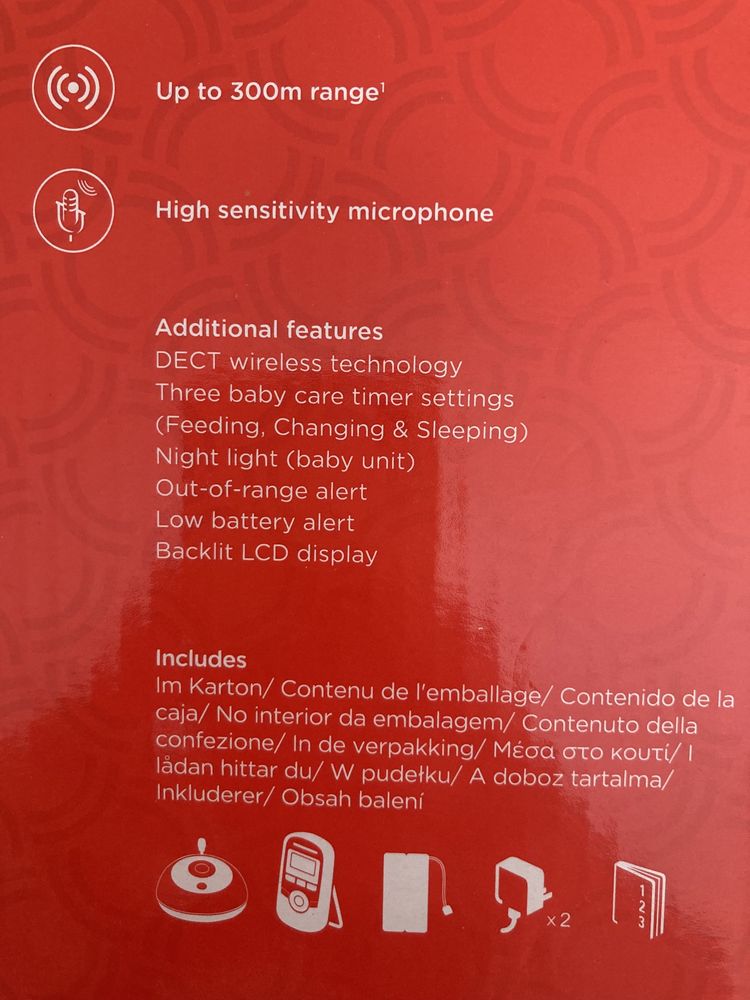 Up to 300m range¹
High sensitivity microphone
Additional features
DECT wireless technology
Three baby care timer settings
(Feeding, Changing & Sleeping)
Night light (baby unit)
Out-of-range alert
Low battery alert
Backlit LCD display
Includes
Im Karton/ Contenu de l'emballage/ Contenido de la
caja/ No interior da embalagem/ Contenuto della
confezione/ In de verpakking/ Μέσα στο κουτί/ I
lådan hittar du/ W pudełku/ A doboz tartalma/
Inkluderer/ Obsah balení
x2
1
2
3